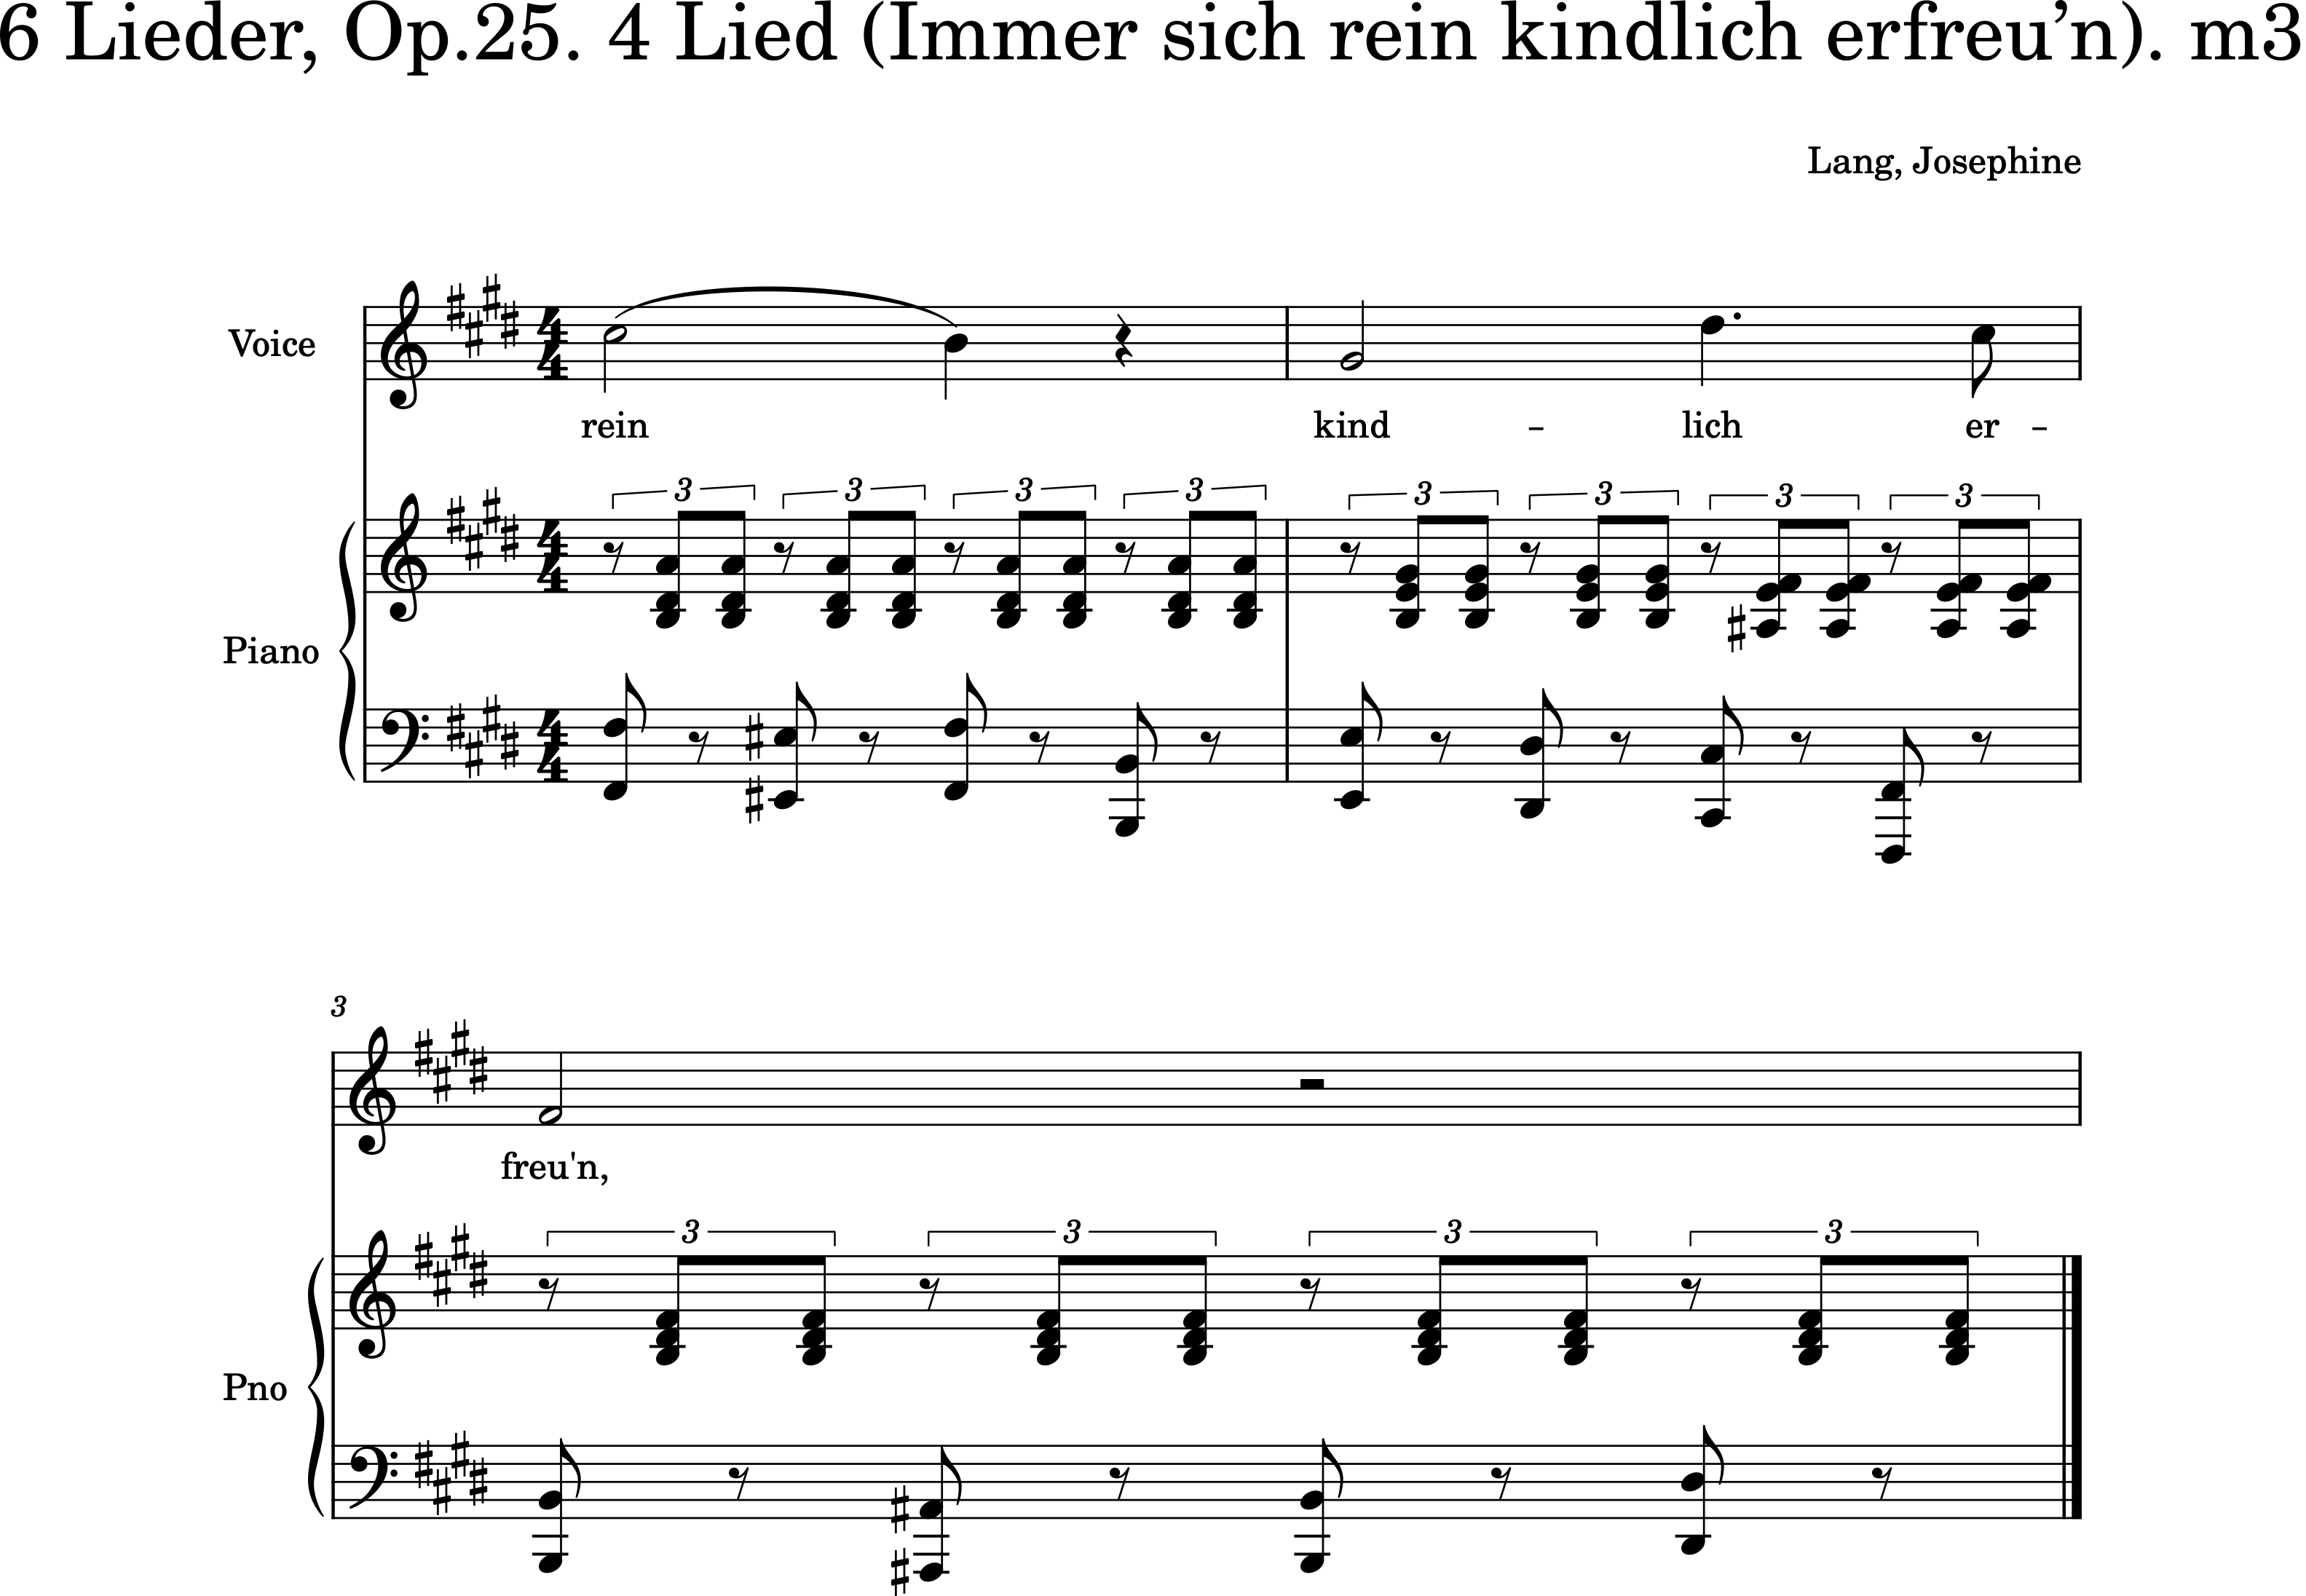 6 Lieder, Op.25. 4 Lied (Immer sich rein kindlich erfreu’n). m3
Lang, Josephine
Voice
rein kind – lich er –
3 3 3 3 3 3 3 3
Piano
3
freu'n,
3 3 3 3
Pno